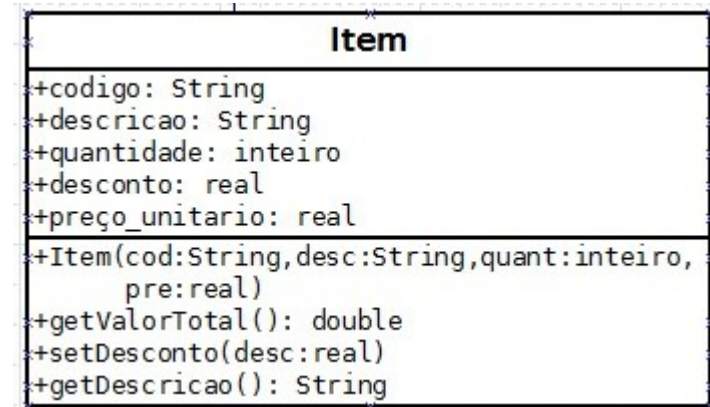 Item
+codigo: String
+descricao: String
+quantidade: inteiro
+desconto: real
+preço_unitario: real
+Item(cod:String,desc:String,quant:inteiro,
pre:real)
+getValorTotal(): double
+setDesconto(desc:real)
+getDescricao(): String